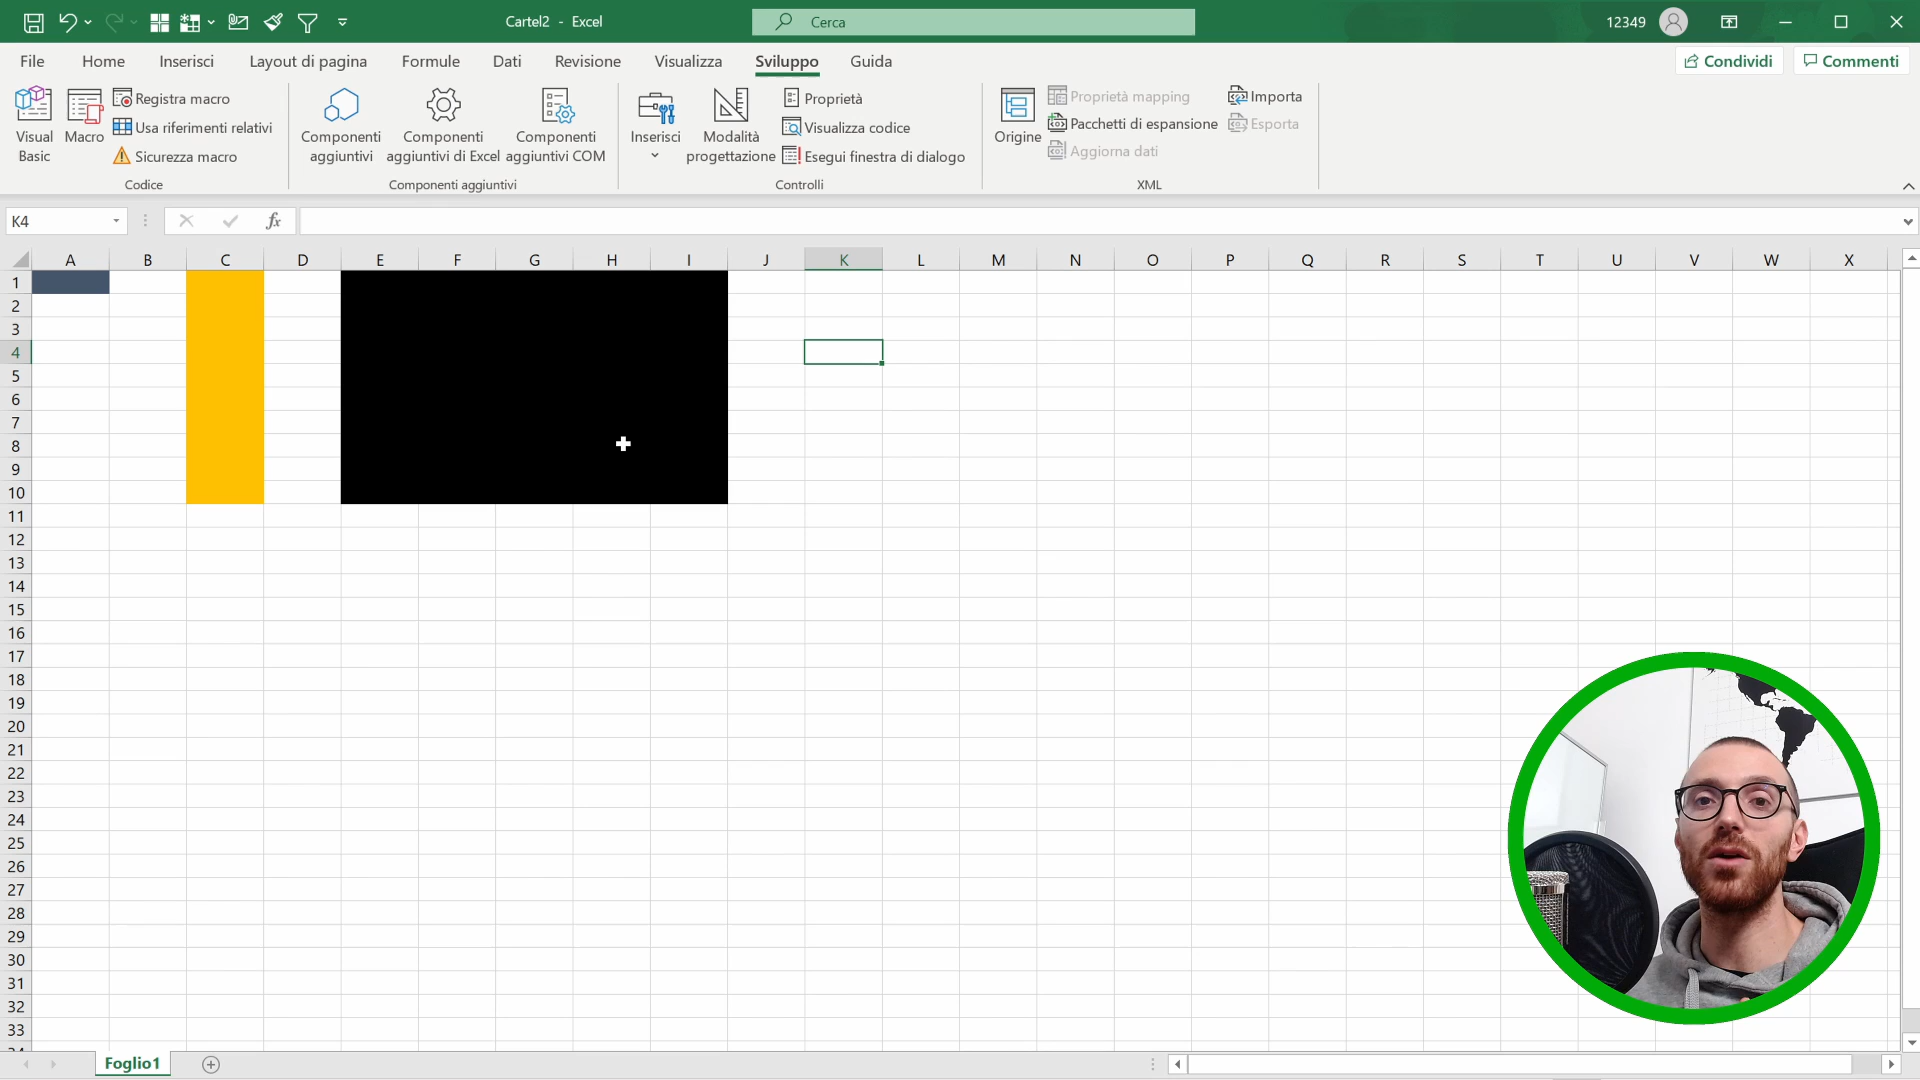 Cartel2 - Excel
Cerca
12349
File Home Inserisci Layout di pagina Formule Dati Revisione Visualizza Sviluppo Guida
Condividi Commenti
Visual Basic
Macro
Registra macro
Usa riferimenti relativi
Sicurezza macro
Codice
Componenti aggiuntivi
Componenti aggiuntivi di Excel
Componenti aggiuntivi COM
Componenti aggiuntivi
Inserisci
Modalità progettazione
Proprietà
Visualizza codice
Esegui finestra di dialogo
Controlli
Origine
Proprietà mapping
Pacchetti di espansione
Aggiorna dati
Importa
Esporta
XML
K4
fx
A B C D E F G H I J K L M N O P Q R S T U V W X
1
2
3
4
5
6
7
8
9
10
11
12
13
14
15
16
17
18
19
20
21
22
23
24
25
26
27
28
29
30
31
32
33
Foglio1